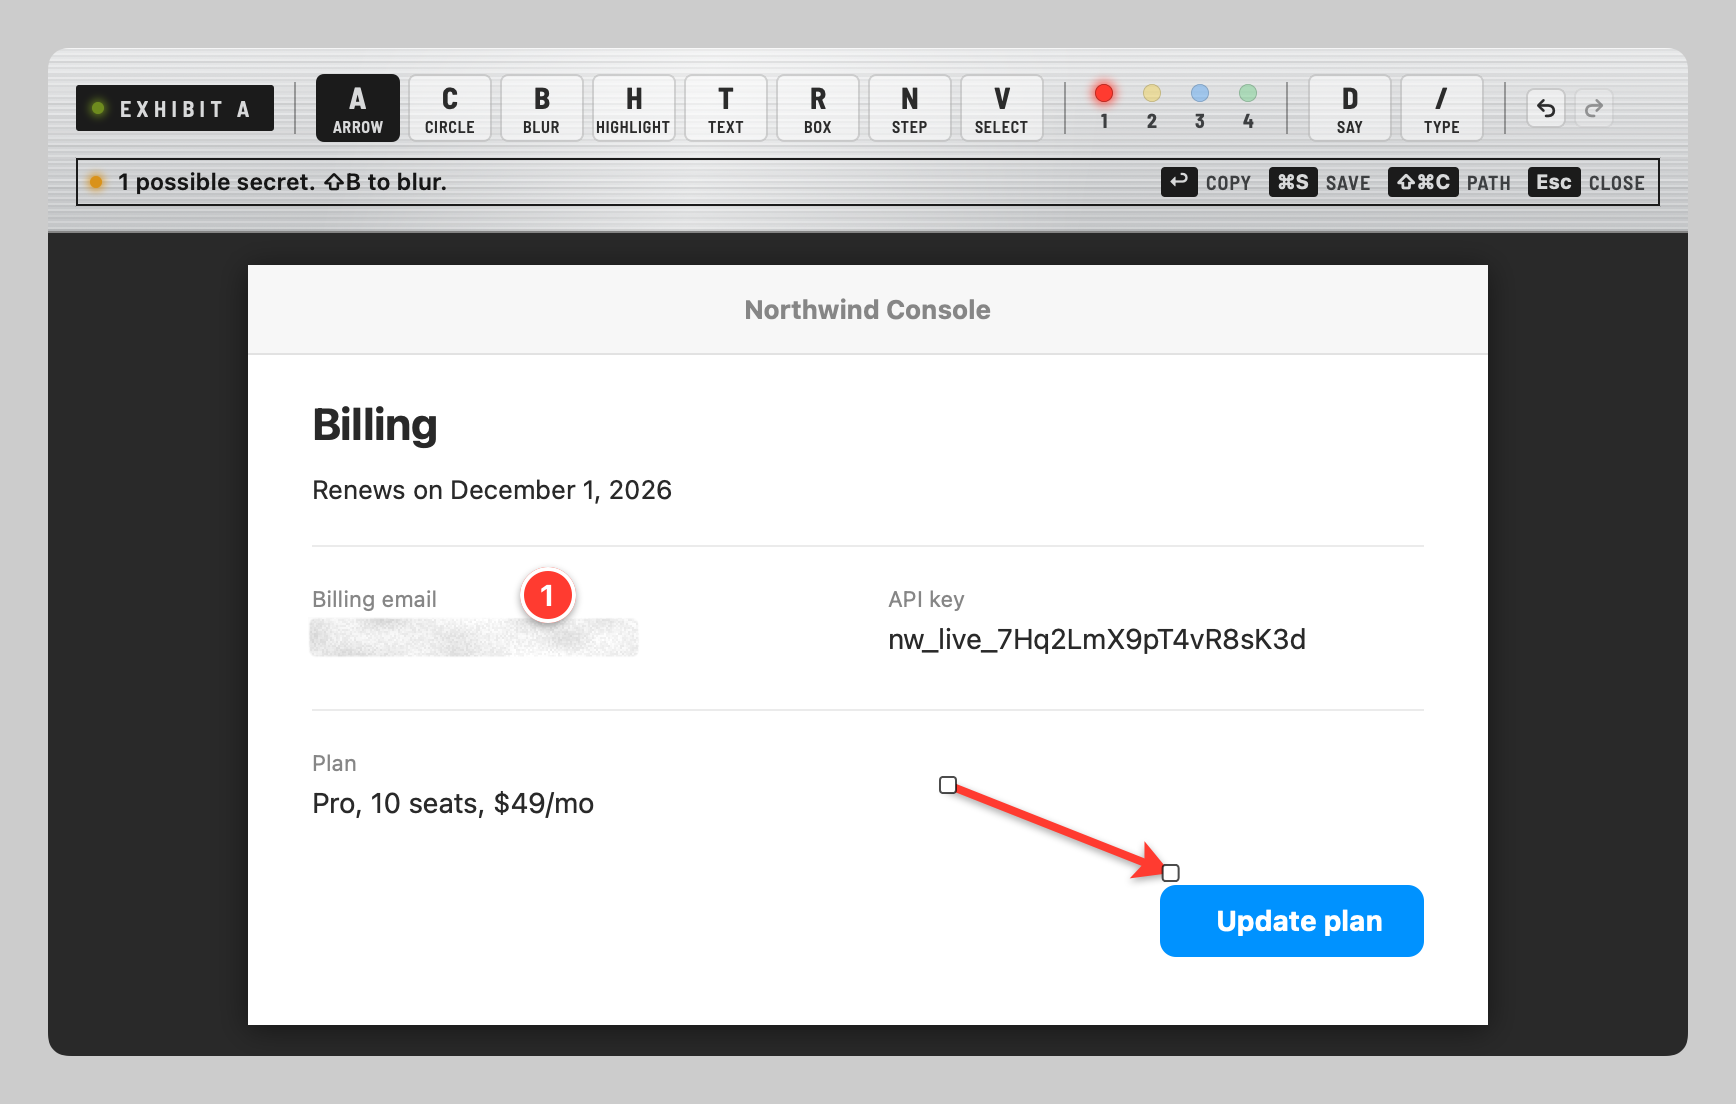 EXHIBIT A
A ARROW
C CIRCLE
B BLUR
H HIGHLIGHT
T TEXT
R BOX
N STEP
V SELECT
1 2 3 4
D SAY
/ TYPE
1 possible secret. ⇧B to blur.
↩ COPY ⌘S SAVE ⇧⌘C PATH Esc CLOSE
Northwind Console
Billing
Renews on December 1, 2026
Billing email
1
API key
nw_live_7Hq2LmX9pT4vR8sK3d
Plan
Pro, 10 seats, $49/mo
Update plan